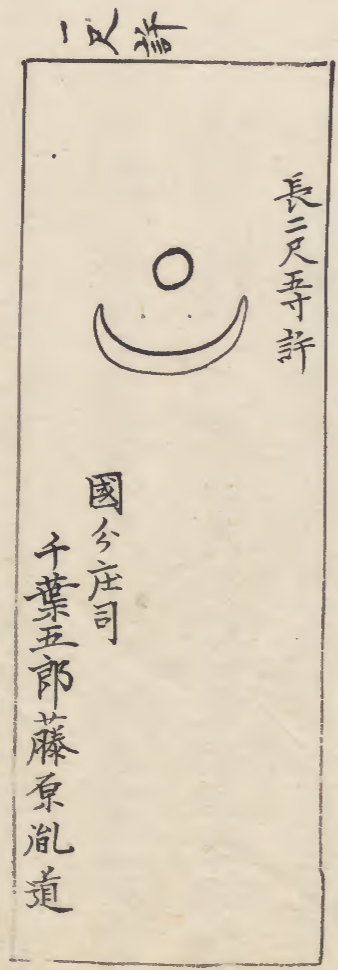 一尺許
長二尺五寸許
國分庄司
千葉五郎藤原胤道